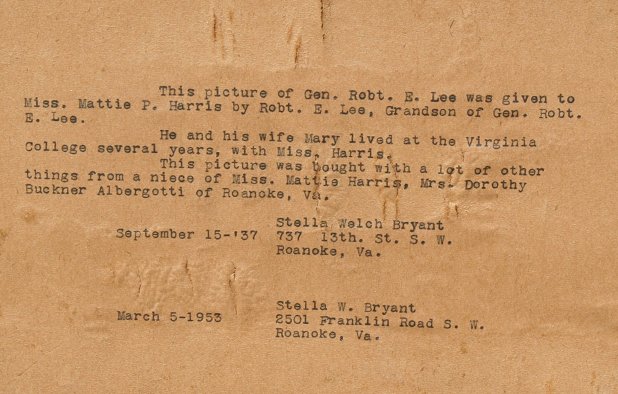 This picture of Gen. Robt. E. Lee was given to
Miss. Mattie P. Harris by Robt. E. Lee, Grandson of Gen. Robt.
E. Lee.
He and his wife Mary lived at the Virginia
College several years, with Miss. Harris.
This picture was bought with a lot of other
things from a niece of Miss. Mattie Harris, Mrs. Dorothy
Buckner Albergotti of Roanoke, Va.
September 15-'37 Stella Welch Bryant
737 13th. St. S. W.
Roanoke, Va.
March 5-1953 Stella W. Bryant
2501 Franklin Road S. W.
Roanoke, Va.